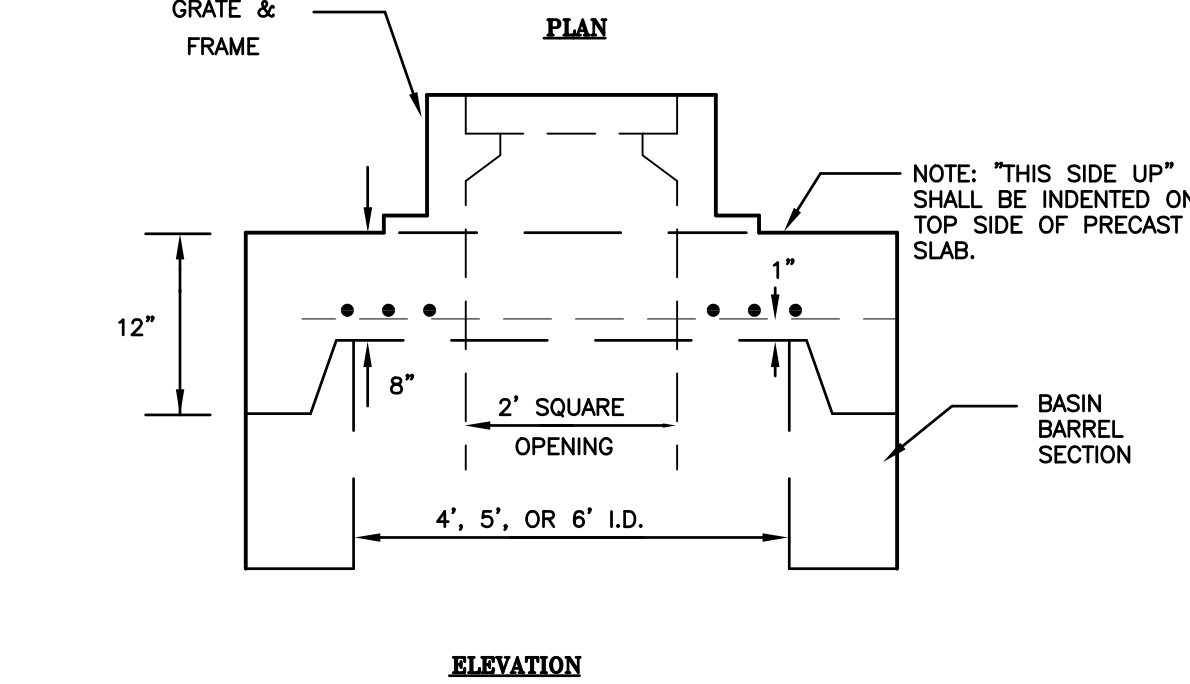 GRATE &
FRAME
PLAN
NOTE: "THIS SIDE UP"
SHALL BE INDENTED ON
TOP SIDE OF PRECAST
SLAB.
1"
12"
8"
2' SQUARE
OPENING
BASIN
BARREL
SECTION
4', 5', OR 6' I.D.
ELEVATION